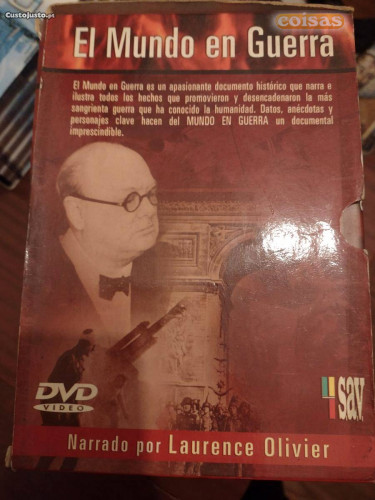 CustoJusto.pt
coisas
El Mundo en Guerra
El Mundo en Guerra es un apasionante documento histórico que narra e
ilustra todos los hechos que promovieron y desencadenaron la más
sangrienta guerra que ha conocido la humanidad. Datos, anécdotas y
personajes clave hacen del MUNDO EN GUERRA un documental
imprescindible.
DVD
VIDEO
sav
Narrado por Laurence Olivier